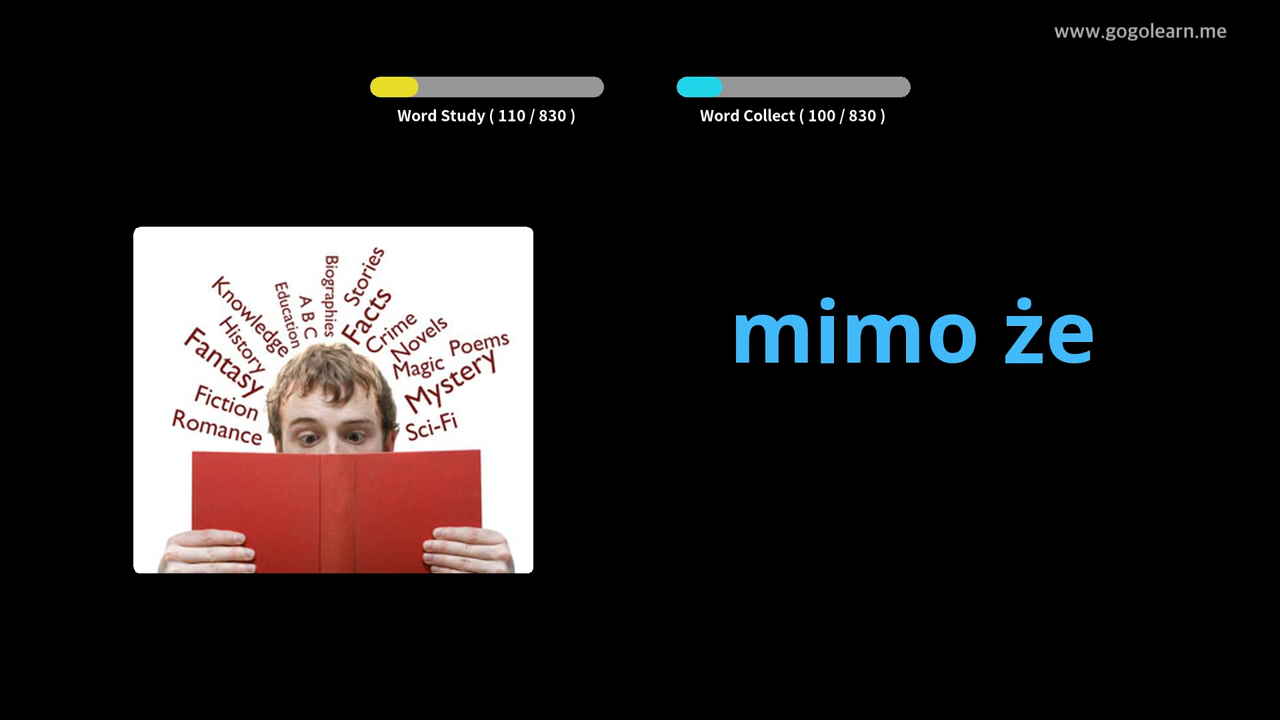 www.gogolearn.me
Word Study ( 110 / 830 )
Word Collect ( 100 / 830 )
Biographies
Stories
Knowledge
Education
A B C
Facts
History
Crime
Novels
Fantasy
Magic
Poems
Mystery
Fiction
Romance
Sci-Fi
mimo że